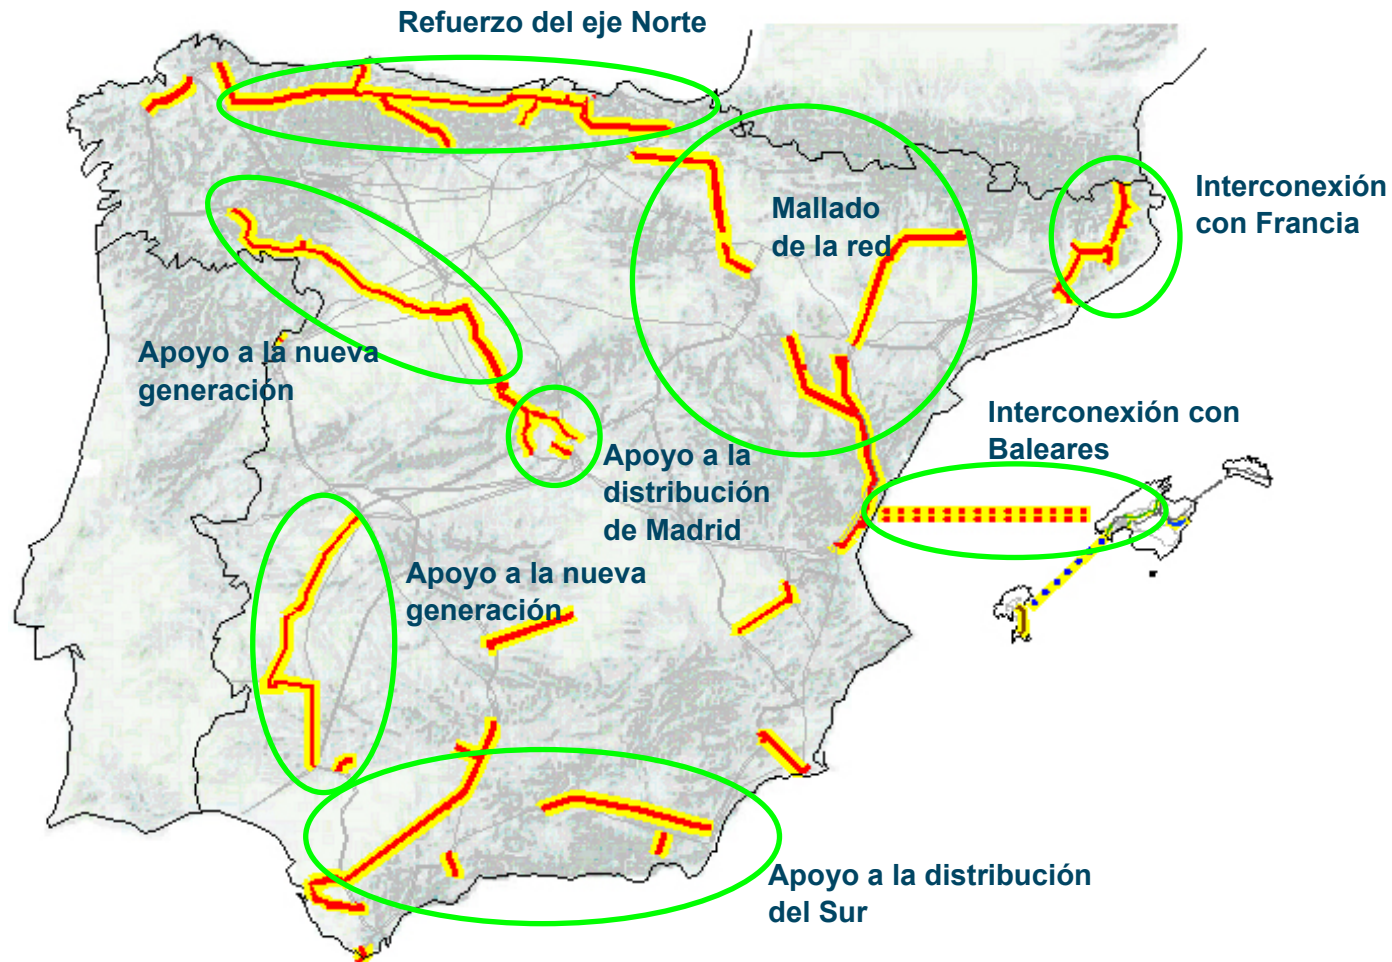 Refuerzo del eje Norte
Interconexión
con Francia
Mallado
de la red
Apoyo a la nueva
generación
Interconexión con
Baleares
Apoyo a la
distribución
de Madrid
Apoyo a la nueva
generación
Apoyo a la distribución
del Sur